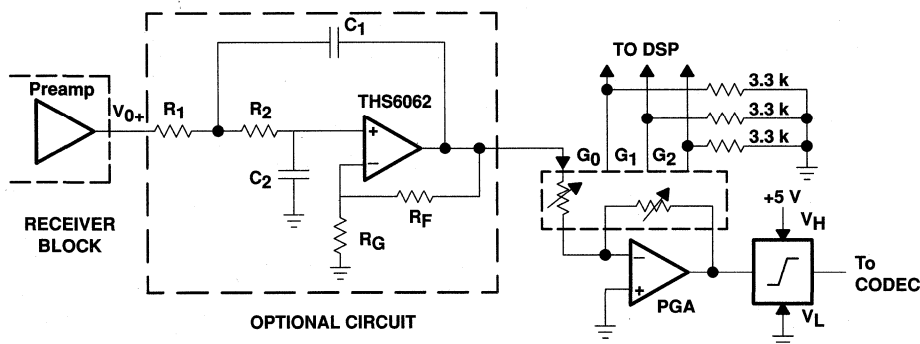 C1
TO DSP
Preamp
V0+
R1
R2
THS6062
3.3 k
3.3 k
3.3 k
G0
G1
G2
+
−
C2
RF
RG
RECEIVER
BLOCK
+5 V
VH
−
+
PGA
To
CODEC
VL
OPTIONAL CIRCUIT